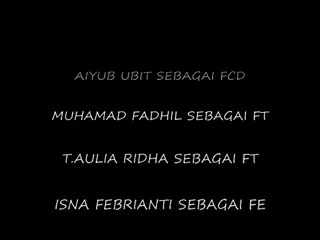 AIYUB UBIT SEBAGAI FCD
MUHAMAD FADHIL SEBAGAI FT
T.AULIA RIDHA SEBAGAI FT
ISNA FEBRIANTI SEBAGAI FE